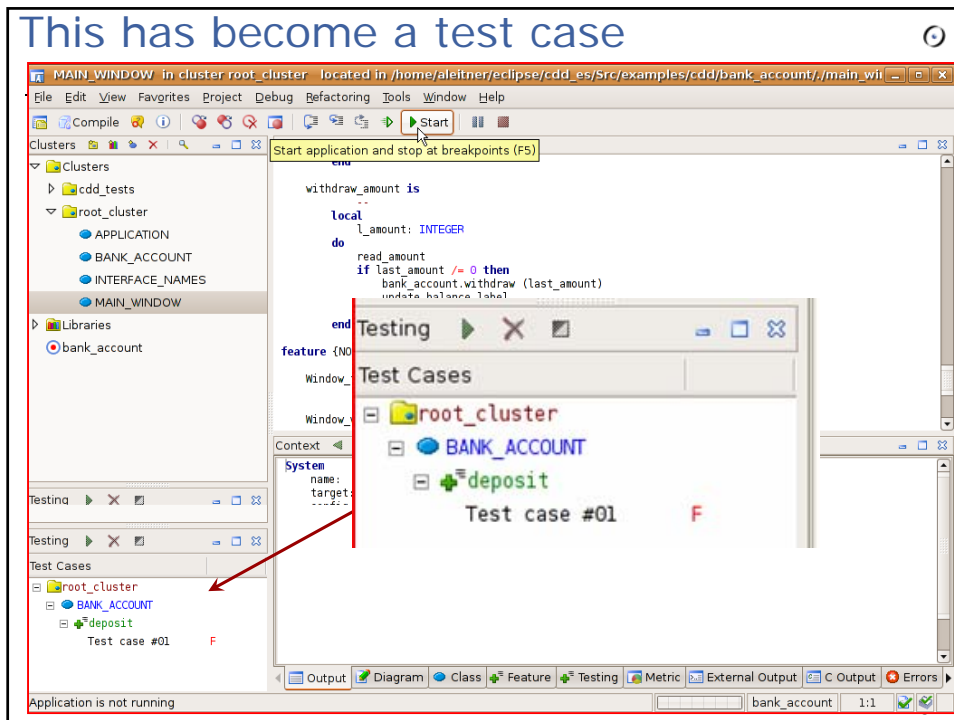 This has become a test case
MAIN_WINDOW in cluster root_cluster located in /home/aleitner/eclipse/cdd_es/Src/examples/cdd/bank_account/./main_wi
File Edit View Favorites Project Debug Refactoring Tools Window Help
Compile Start
Clusters
Start application and stop at breakpoints (F5)
end
Clusters
cdd_tests
root_cluster
APPLICATION
BANK_ACCOUNT
INTERFACE_NAMES
MAIN_WINDOW
Libraries
bank_account
withdraw_amount is
--
local
l_amount: INTEGER
do
read_amount
if last_amount /= 0 then
bank_account.withdraw (last_amount)
update_balance_label
end
feature {NO
Window_
Window_
Testing
Test Cases
root_cluster
BANK_ACCOUNT
deposit
Test case #01 F
Context
System
name:
target:
Testing
Testing
Test Cases
root_cluster
BANK_ACCOUNT
deposit
Test case #01 F
Output Diagram Class Feature Testing Metric External Output C Output Errors
Application is not running bank_account 1:1